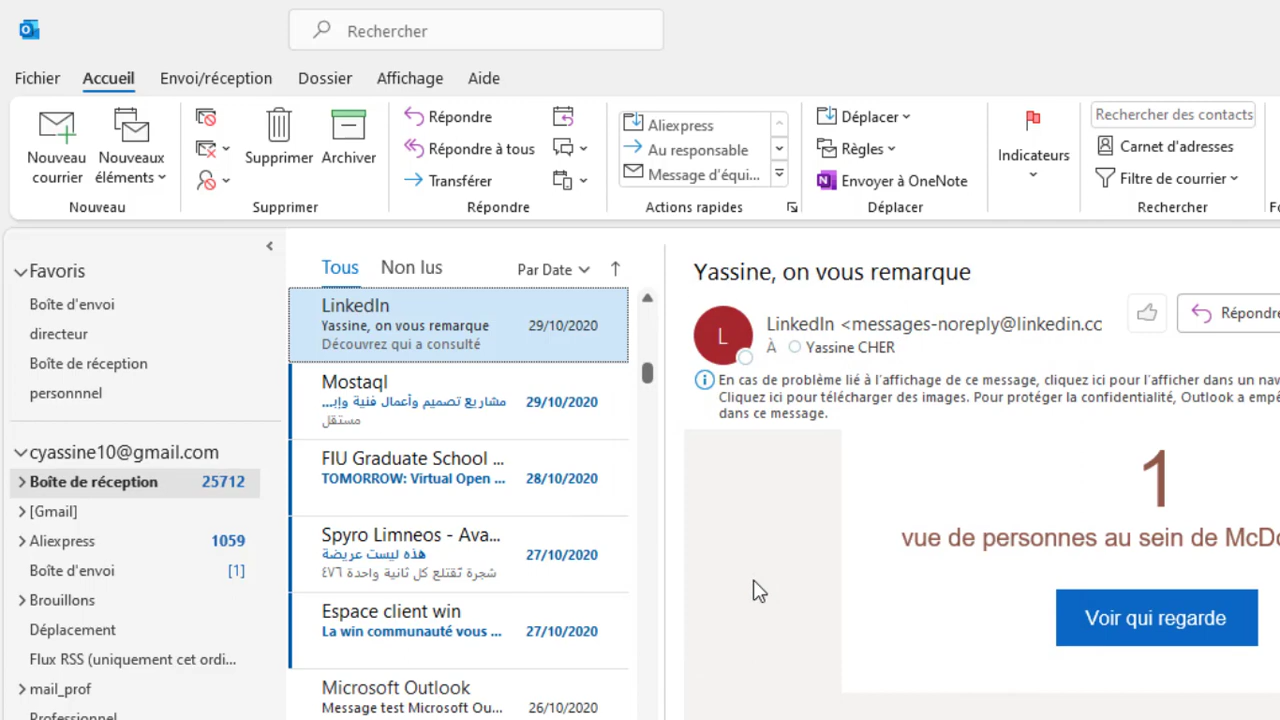 Rechercher
Fichier Accueil Envoi/réception Dossier Affichage Aide
Nouveau courrier
Nouveaux éléments
Nouveau
Supprimer
Archiver
Supprimer
Répondre
Répondre à tous
Transférer
Répondre
Aliexpress
Au responsable
Message d'équi...
Actions rapides
Déplacer
Règles
Envoyer à OneNote
Déplacer
Indicateurs
Rechercher des contacts
Carnet d'adresses
Filtre de courrier
Rechercher
Favoris
Boîte d'envoi
directeur
Boîte de réception
personnnel
cyassine10@gmail.com
Boîte de réception 25712
[Gmail]
Aliexpress 1059
Boîte d'envoi [1]
Brouillons
Déplacement
Flux RSS (uniquement cet ordi...
mail_prof
Professionnel
Tous Non lus Par Date
LinkedIn
Yassine, on vous remarque 29/10/2020
Découvrez qui a consulté
Mostaql
مشاريع تصميم وأعمال فنية وإب... 29/10/2020
مستقل
FIU Graduate School ...
TOMORROW: Virtual Open ... 28/10/2020
Spyro Limneos - Ava...
هذه ليست عريضة 27/10/2020
شجرة تُقتلع كل ثانية واحدة ٤٧٦
Espace client win
La win communauté vous ... 27/10/2020
Microsoft Outlook
Message test Microsoft Ou... 26/10/2020
Yassine, on vous remarque
L
LinkedIn <messages-noreply@linkedin.cc
À Yassine CHER
Répondre
En cas de problème lié à l'affichage de ce message, cliquez ici pour l'afficher dans un nav
Cliquez ici pour télécharger des images. Pour protéger la confidentialité, Outlook a empê
dans ce message.
1
vue de personnes au sein de McDo
Voir qui regarde